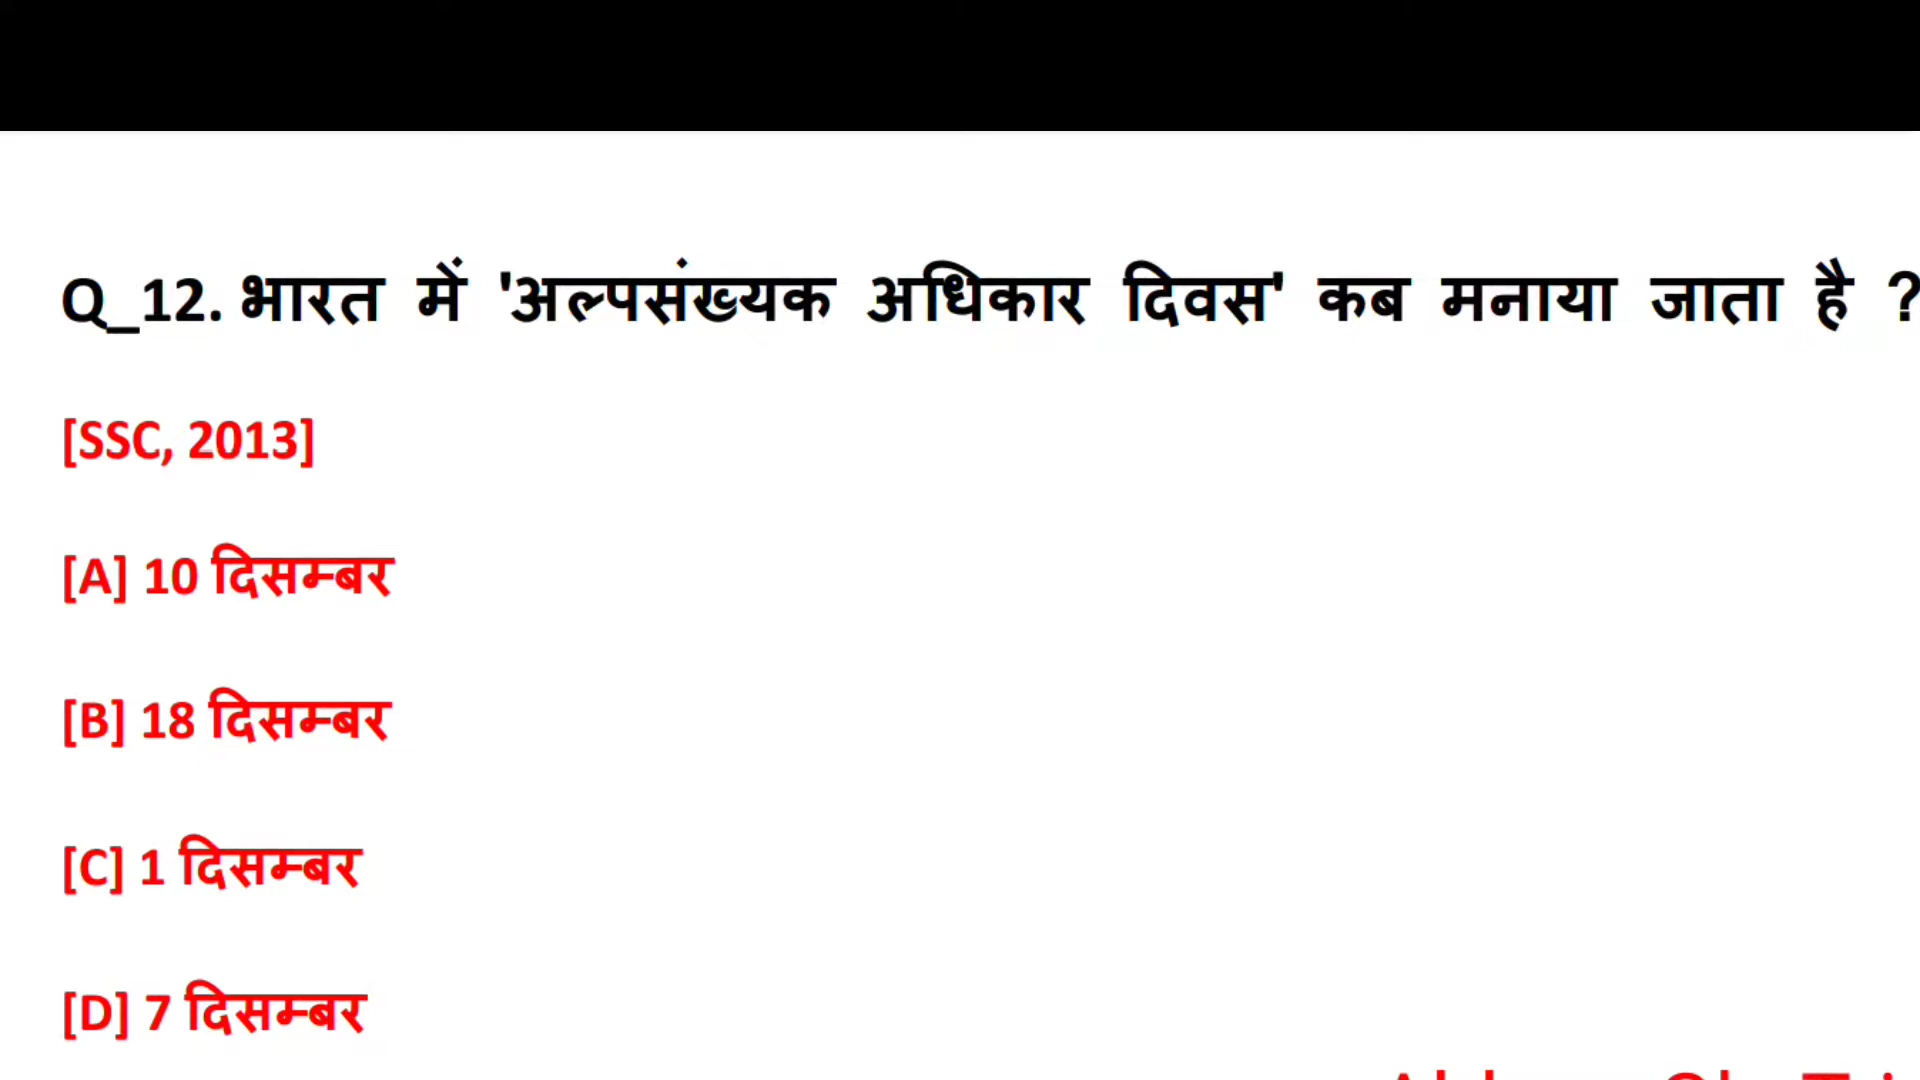 Q_12. भारत में 'अल्पसंख्यक अधिकार दिवस' कब मनाया जाता है ?
[SSC, 2013]
[A] 10 दिसम्बर
[B] 18 दिसम्बर
[C] 1 दिसम्बर
[D] 7 दिसम्बर